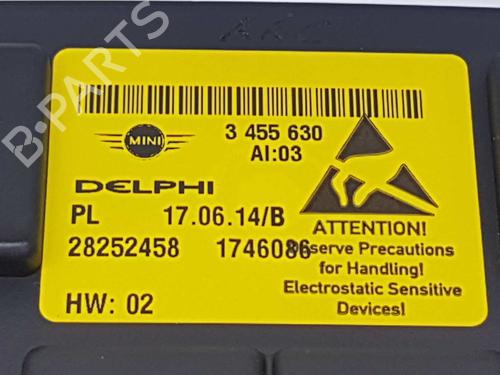 AKC
B-PARTS
MINI
3 455 630
AI:03
DELPHI
PL 17.06.14/B
28252458 1746086
HW: 02
ATTENTION!
Observe Precautions
for Handling!
Electrostatic Sensitive
Devices!